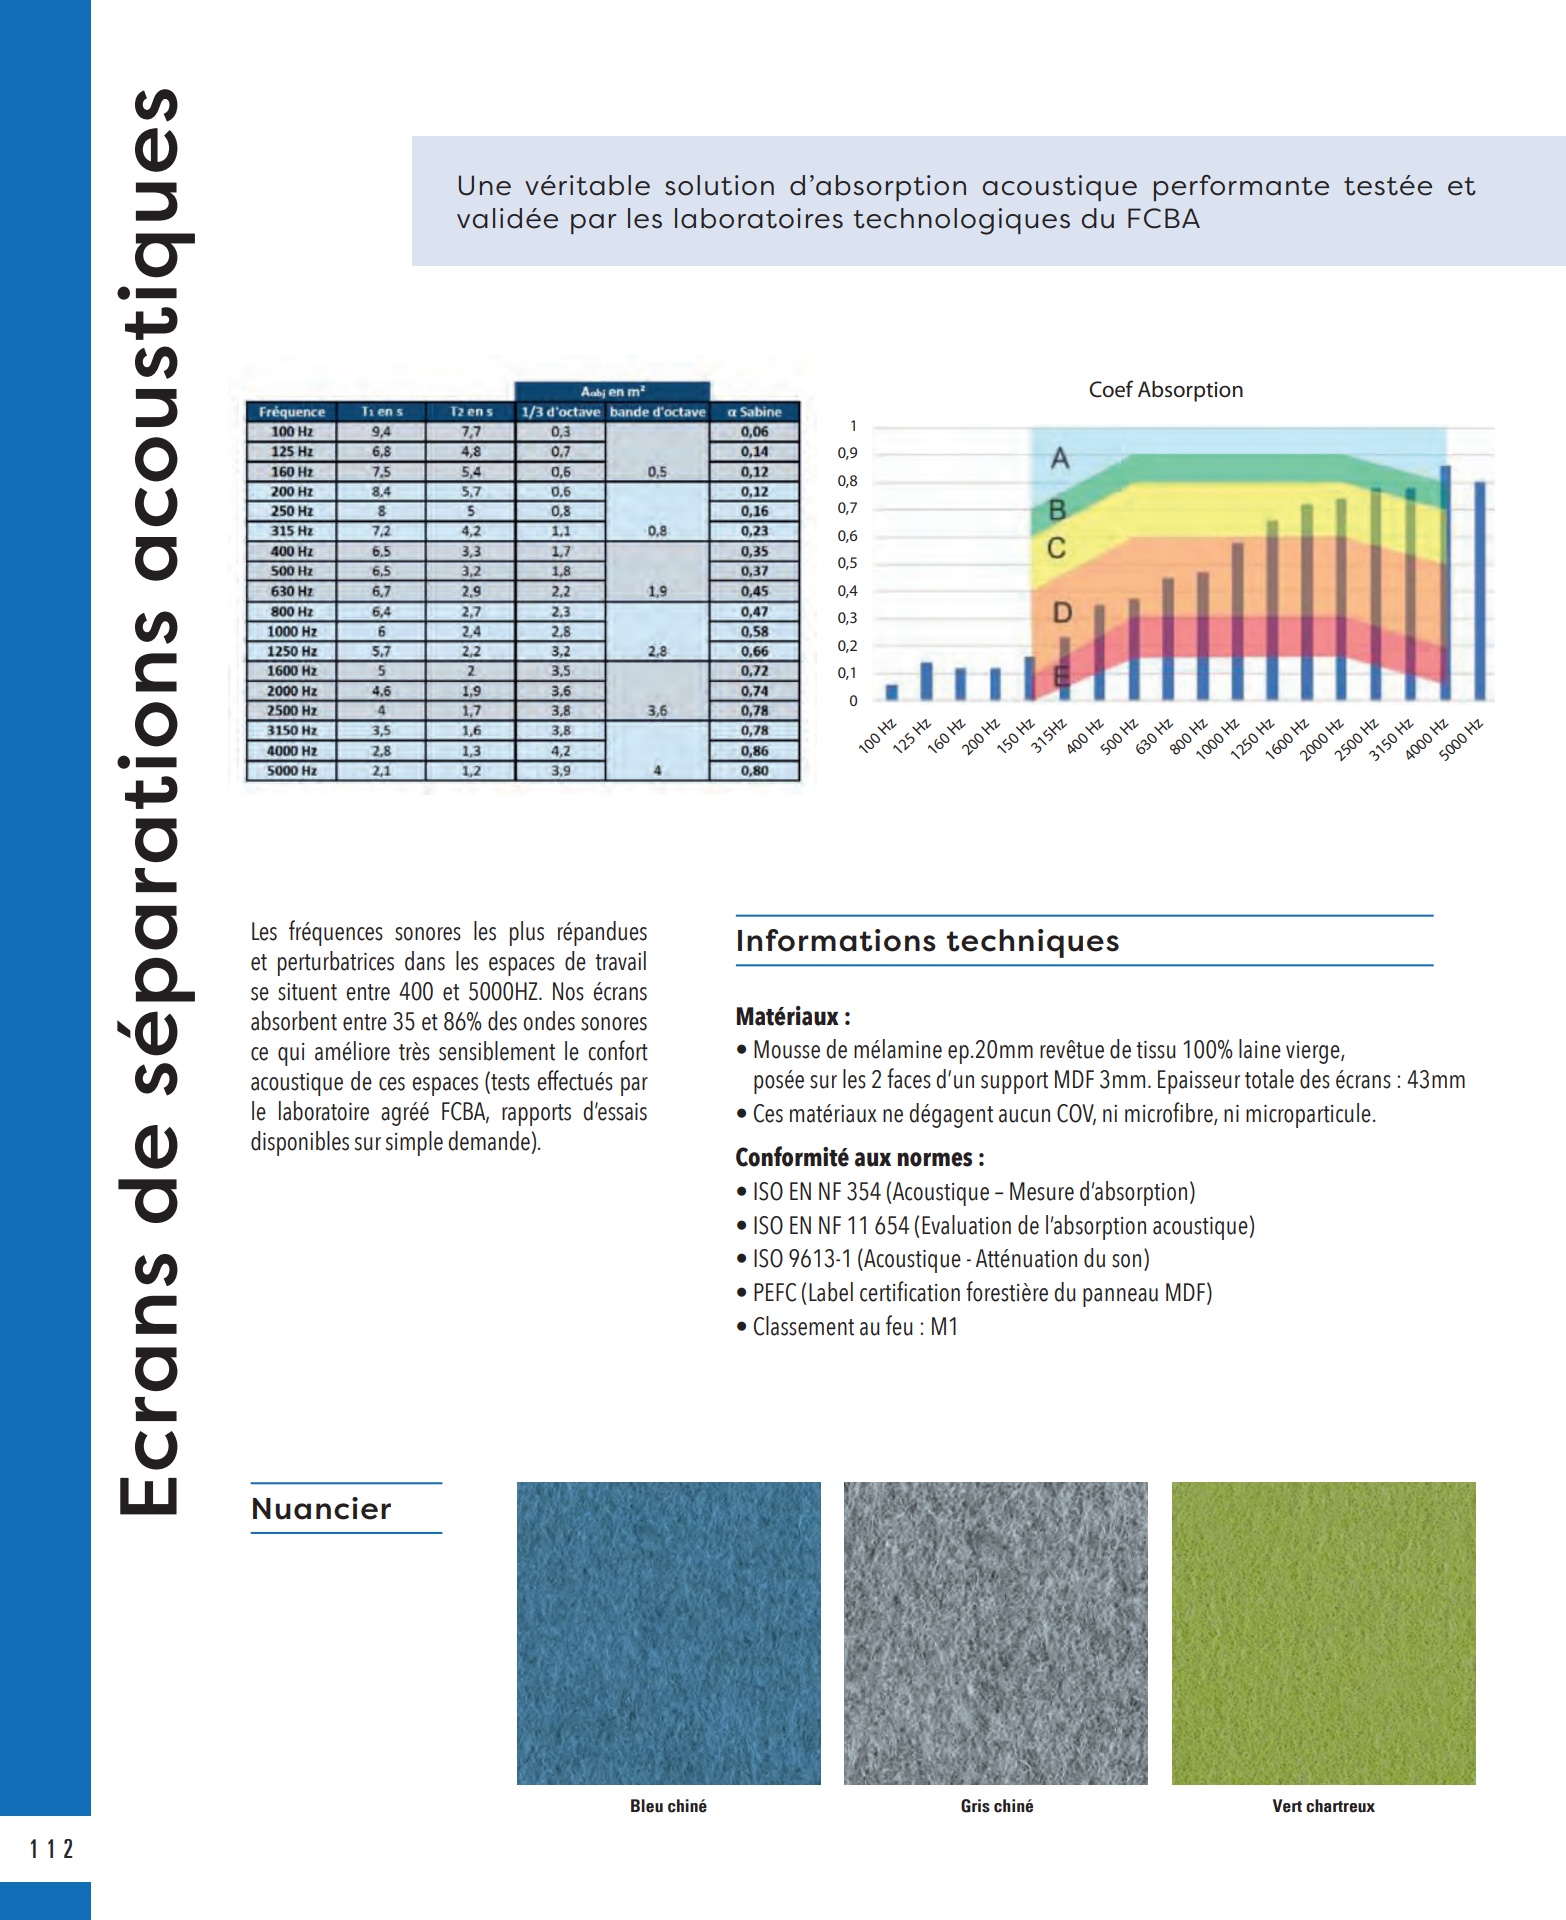 Ecrans de séparations acoustiques
Une véritable solution d’absorption acoustique performante testée et
validée par les laboratoires technologiques du FCBA
Aobj en m²
Fréquence T1 en s T2 en s 1/3 d'octave bande d'octave α Sabine
100 Hz 9,4 7,7 0,3 0,06
125 Hz 6,8 4,8 0,7 0,14
160 Hz 7,5 5,4 0,6 0,5 0,12
200 Hz 8,4 5,7 0,6 0,12
250 Hz 8 5 0,8 0,16
315 Hz 7,2 4,2 1,1 0,8 0,23
400 Hz 6,5 3,3 1,7 0,35
500 Hz 6,5 3,2 1,8 0,37
630 Hz 6,7 2,9 2,2 1,9 0,45
800 Hz 6,4 2,7 2,3 0,47
1000 Hz 6 2,4 2,8 0,58
1250 Hz 5,7 2,2 3,2 2,8 0,66
1600 Hz 5 2 3,5 0,72
2000 Hz 4,6 1,9 3,6 0,74
2500 Hz 4 1,7 3,8 3,6 0,78
3150 Hz 3,5 1,6 3,8 0,78
4000 Hz 2,8 1,3 4,2 0,86
5000 Hz 2,1 1,2 3,9 4 0,80
Coef Absorption
1
0,9
0,8
0,7
0,6
0,5
0,4
0,3
0,2
0,1
0
A
B
C
D
E
100 Hz 125 Hz 160 Hz 200 Hz 150 Hz 315Hz 400 Hz 500 Hz 630 Hz 800 Hz 1000 Hz 1250 Hz 1600 Hz 2000 Hz 2500 Hz 3150 Hz 4000 Hz 5000 Hz
Les fréquences sonores les plus répandues
et perturbatrices dans les espaces de travail
se situent entre 400 et 5000HZ. Nos écrans
absorbent entre 35 et 86% des ondes sonores
ce qui améliore très sensiblement le confort
acoustique de ces espaces (tests effectués par
le laboratoire agréé FCBA, rapports d’essais
disponibles sur simple demande).
Informations techniques
Matériaux :
• Mousse de mélamine ep.20mm revêtue de tissu 100% laine vierge,
posée sur les 2 faces d’un support MDF 3mm. Epaisseur totale des écrans : 43mm
• Ces matériaux ne dégagent aucun COV, ni microfibre, ni microparticule.
Conformité aux normes :
• ISO EN NF 354 (Acoustique – Mesure d’absorption)
• ISO EN NF 11 654 (Evaluation de l’absorption acoustique)
• ISO 9613-1 (Acoustique - Atténuation du son)
• PEFC (Label certification forestière du panneau MDF)
• Classement au feu : M1
Nuancier
Bleu chiné
Gris chiné
Vert chartreux
112